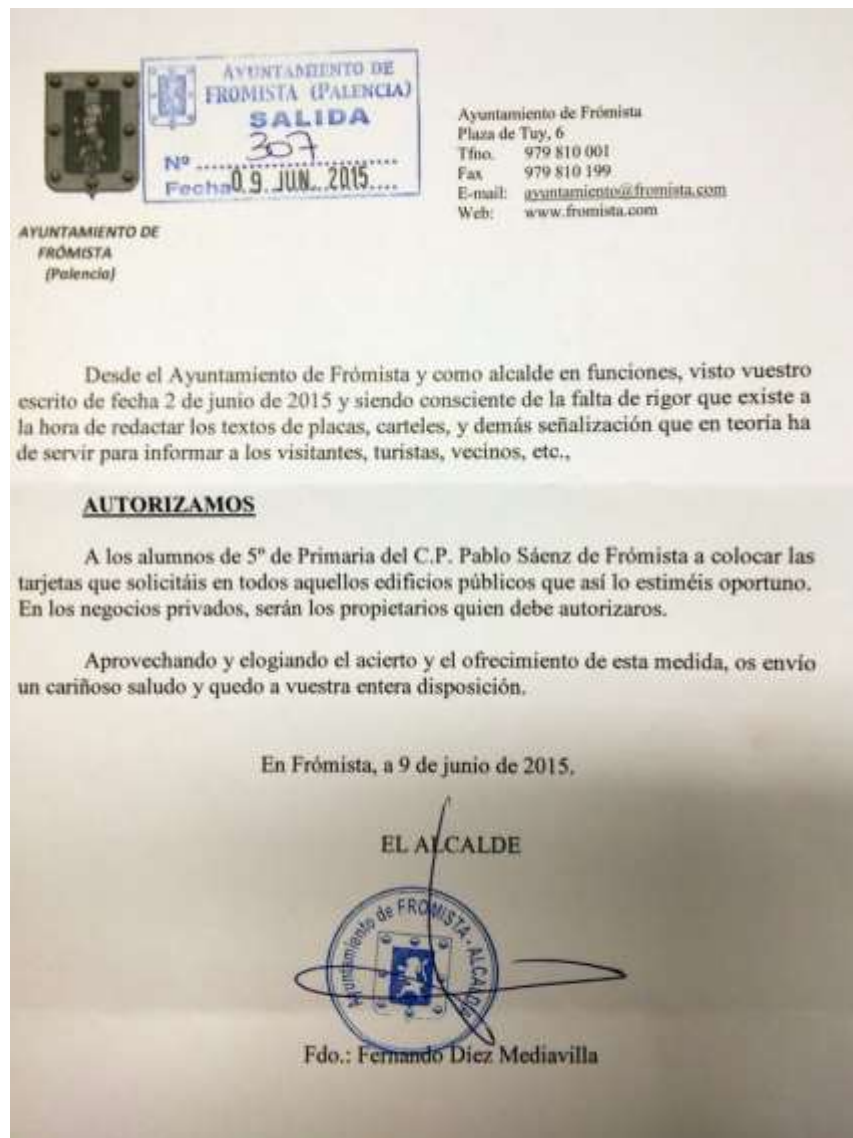 AYUNTAMIENTO DE
FROMISTA (PALENCIA)
SALIDA
Nº 307
Fecha 09 JUN. 2015
AYUNTAMIENTO DE
FRÓMISTA
(Palencia)
Ayuntamiento de Frómista
Plaza de Tuy, 6
Tfno. 979 810 001
Fax 979 810 199
E-mail: ayuntamiento@fromista.com
Web: www.fromista.com
Desde el Ayuntamiento de Frómista y como alcalde en funciones, visto vuestro
escrito de fecha 2 de junio de 2015 y siendo consciente de la falta de rigor que existe a
la hora de redactar los textos de placas, carteles, y demás señalización que en teoría ha
de servir para informar a los visitantes, turistas, vecinos, etc.,
AUTORIZAMOS
A los alumnos de 5º de Primaria del C.P. Pablo Sáenz de Frómista a colocar las
tarjetas que solicitáis en todos aquellos edificios públicos que así lo estiméis oportuno.
En los negocios privados, serán los propietarios quien debe autorizaros.
Aprovechando y elogiando el acierto y el ofrecimiento de esta medida, os envío
un cariñoso saludo y quedo a vuestra entera disposición.
En Frómista, a 9 de junio de 2015.
EL ALCALDE
Ayuntamiento de FROMISTA - ALCALDIA
Fdo.: Fernando Diez Mediavilla